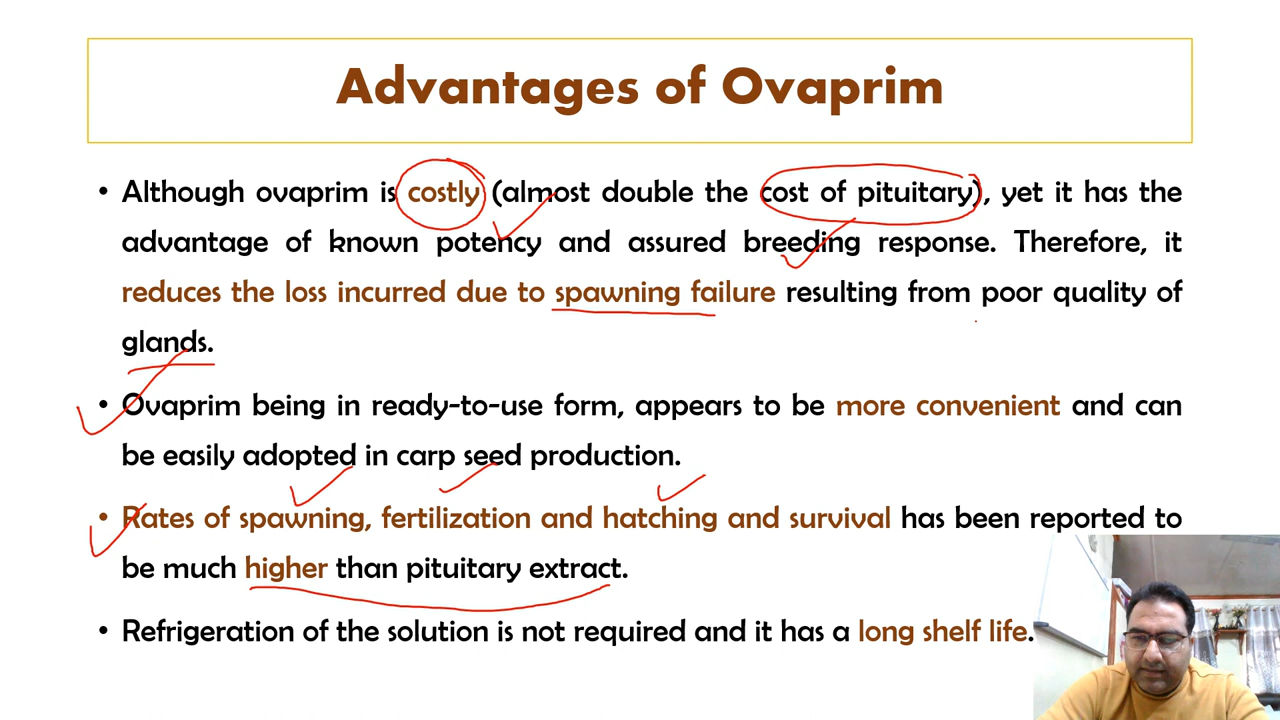 Advantages of Ovaprim
• Although ovaprim is costly (almost double the cost of pituitary), yet it has the
advantage of known potency and assured breeding response. Therefore, it
reduces the loss incurred due to spawning failure resulting from poor quality of
glands.
• Ovaprim being in ready-to-use form, appears to be more convenient and can
be easily adopted in carp seed production.
• Rates of spawning, fertilization and hatching and survival has been reported to
be much higher than pituitary extract.
• Refrigeration of the solution is not required and it has a long shelf life.